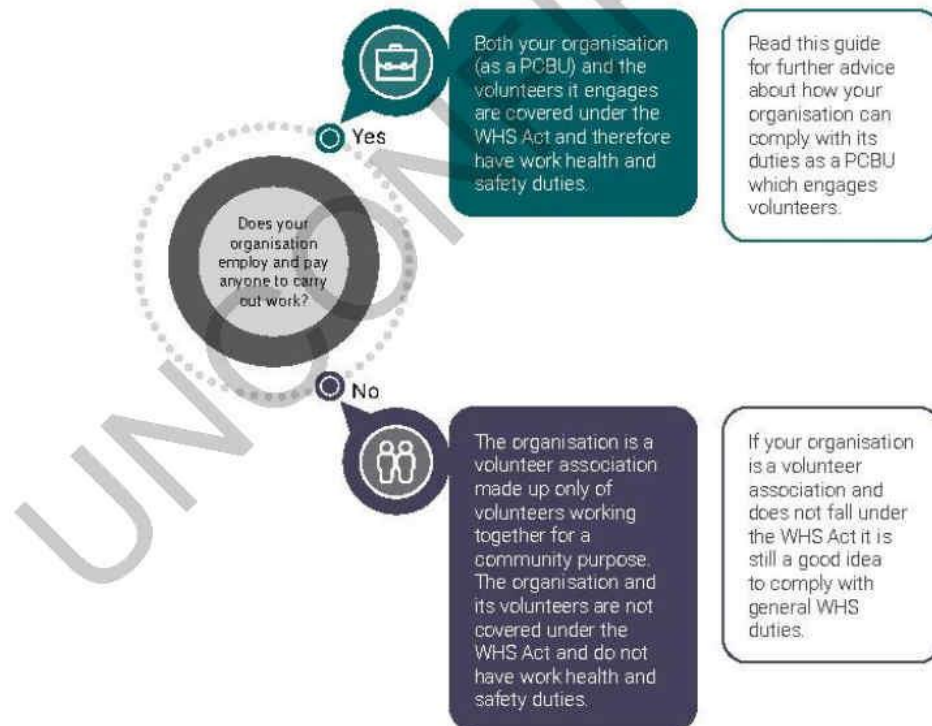 Both your organisation
(as a PCBU) and the
volunteers it engages
are covered under the
WHS Act and therefore
have work health and
safety duties.
Read this guide
for further advice
about how your
organisation can
comply with its
duties as a PCBU
which engages
volunteers.
Yes
Does your
organisation
employ and pay
anyone to carry
out work?
No
The organisation is a
volunteer association
made up only of
volunteers working
together for a
community purpose.
The organisation and
its volunteers are not
covered under the
WHS Act and do not
have work health and
safety duties.
If your organisation
is a volunteer
association and
does not fall under
the WHS Act it is
still a good idea
to comply with
general WHS
duties.